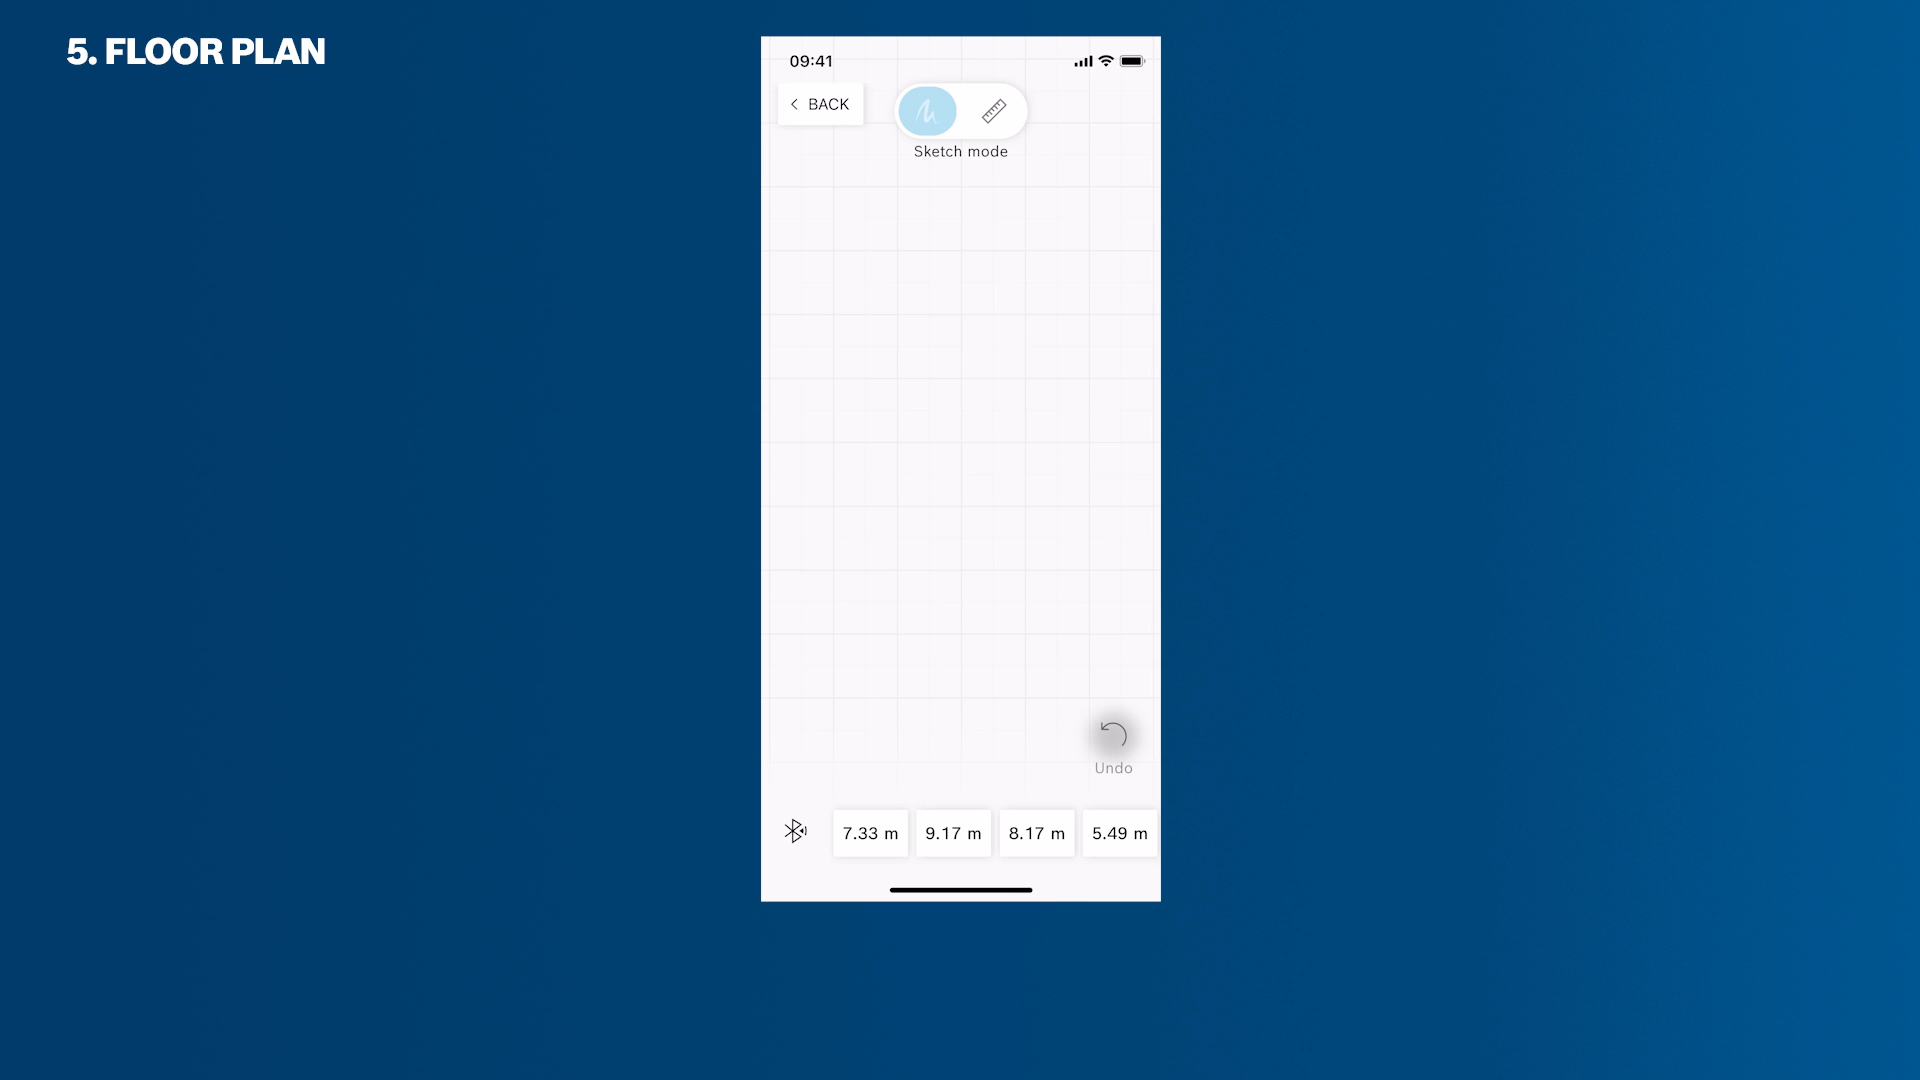 5. FLOOR PLAN
09:41
BACK
Sketch mode
Undo
7.33 m 9.17 m 8.17 m 5.49 m